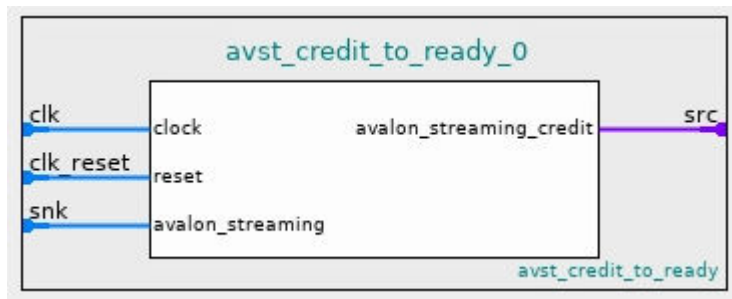 avst_credit_to_ready_0
clk
clock
avalon_streaming_credit
src
clk_reset
reset
snk
avalon_streaming
avst_credit_to_ready